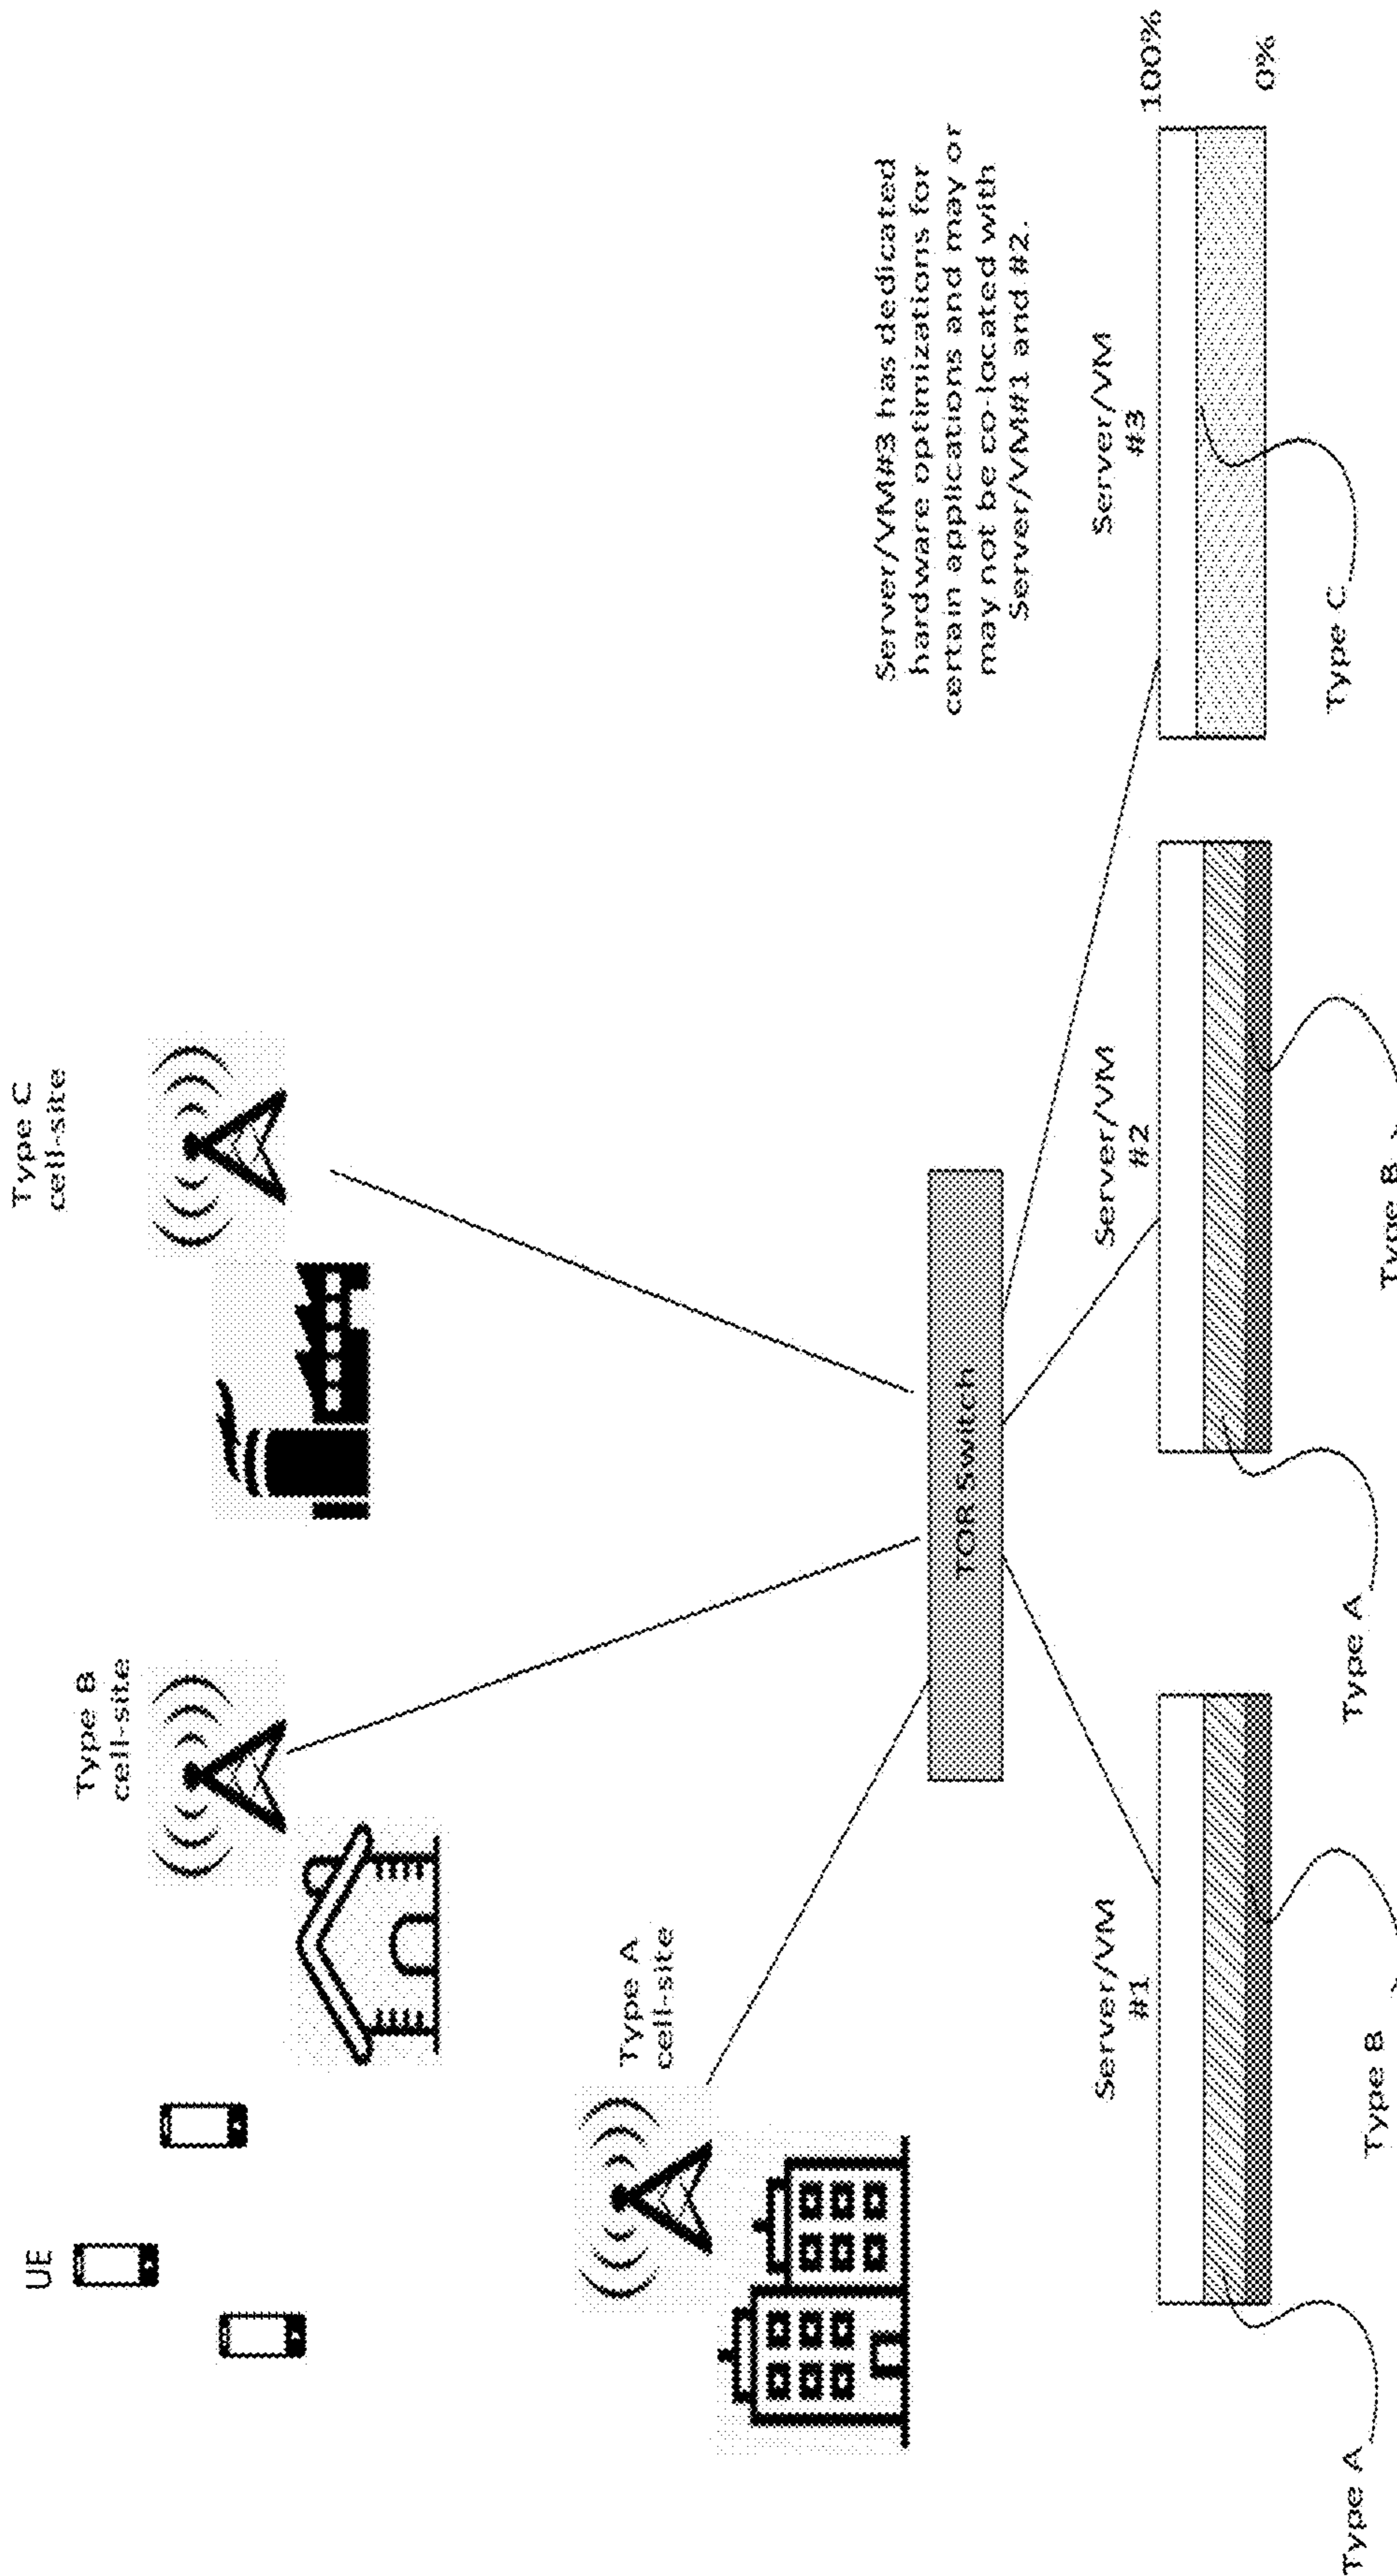 UE
Type B
cell-site
Type C
cell-site
Type A
cell-site
TOR Switch
Server/VM#3 has dedicated
hardware optimizations for
certain applications and may or
may not be co-located with
Server/VM#1 and #2.
Server/VM
#1
Server/VM
#2
Server/VM
#3
100%
0%
Type A
Type B
Type A
Type B
Type C